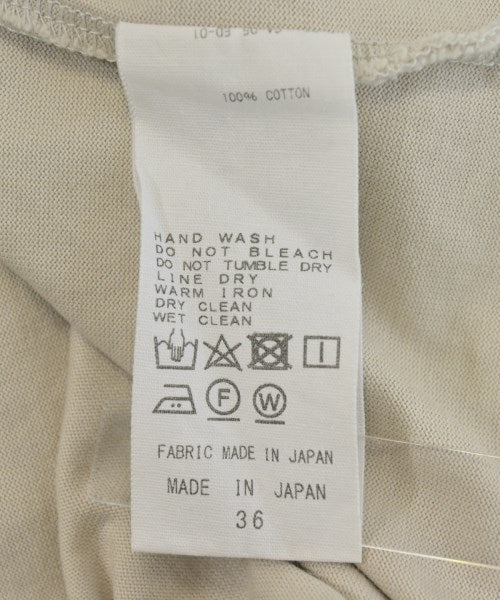 100% COTTON
HAND WASH
DO NOT BLEACH
DO NOT TUMBLE DRY
LINE DRY
WARM IRON
DRY CLEAN
WET CLEAN
F W
FABRIC MADE IN JAPAN
MADE IN JAPAN
36